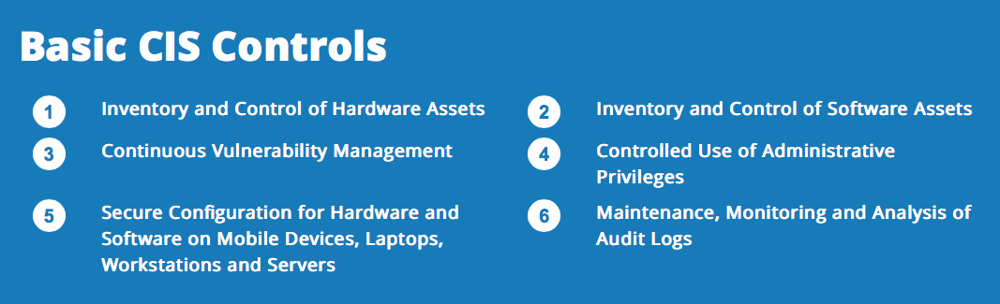 Basic CIS Controls
1 Inventory and Control of Hardware Assets
2 Inventory and Control of Software Assets
3 Continuous Vulnerability Management
4 Controlled Use of Administrative
Privileges
5 Secure Configuration for Hardware and
Software on Mobile Devices, Laptops,
Workstations and Servers
6 Maintenance, Monitoring and Analysis of
Audit Logs